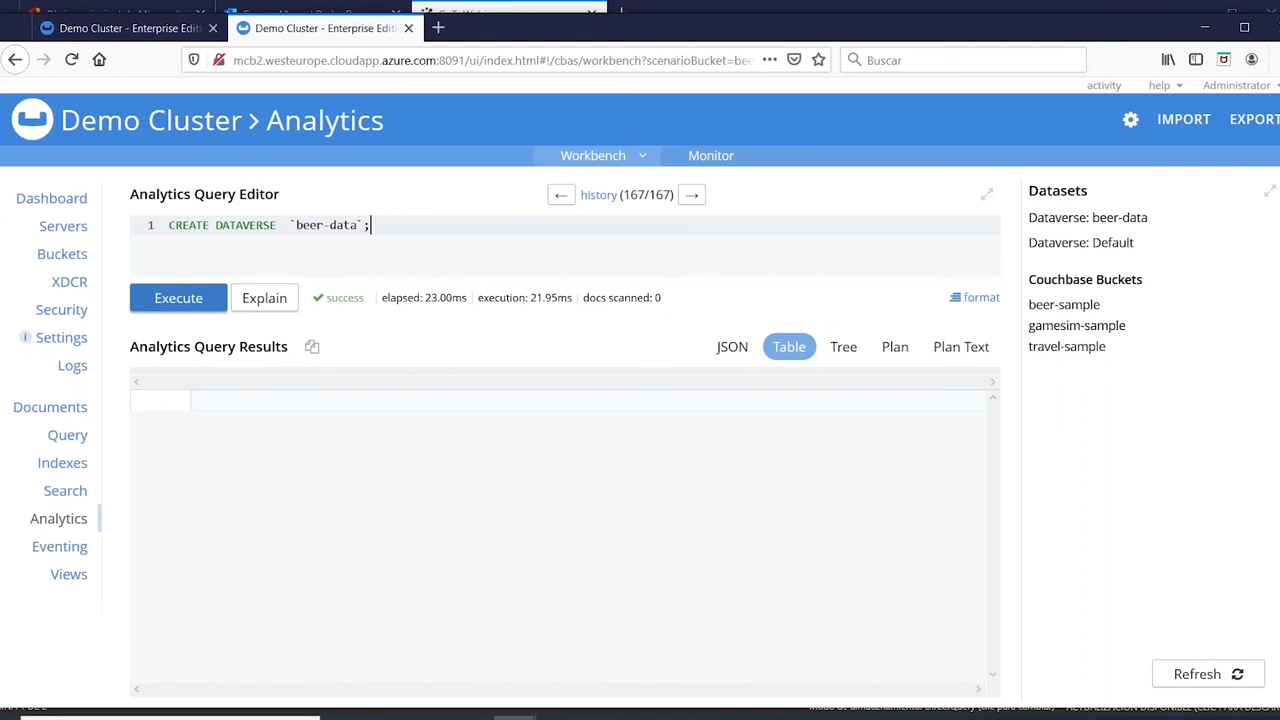 Demo Cluster - Enterprise Editi
Demo Cluster - Enterprise Editi
mcb2.westeurope.cloudapp.azure.com:8091/ui/index.html#!/cbas/workbench?scenarioBucket=bee
Buscar
activity
help
Administrator
Demo Cluster > Analytics
IMPORT
EXPORT
Workbench
Monitor
Dashboard
Servers
Buckets
XDCR
Security
Settings
Logs
Documents
Query
Indexes
Search
Analytics
Eventing
Views
Analytics Query Editor
← history (167/167) →
1 CREATE DATAVERSE `beer-data`;
Execute
Explain
success
elapsed: 23.00ms
execution: 21.95ms
docs scanned: 0
format
Analytics Query Results
JSON
Table
Tree
Plan
Plan Text
Datasets
Dataverse: beer-data
Dataverse: Default
Couchbase Buckets
beer-sample
gamesim-sample
travel-sample
Refresh